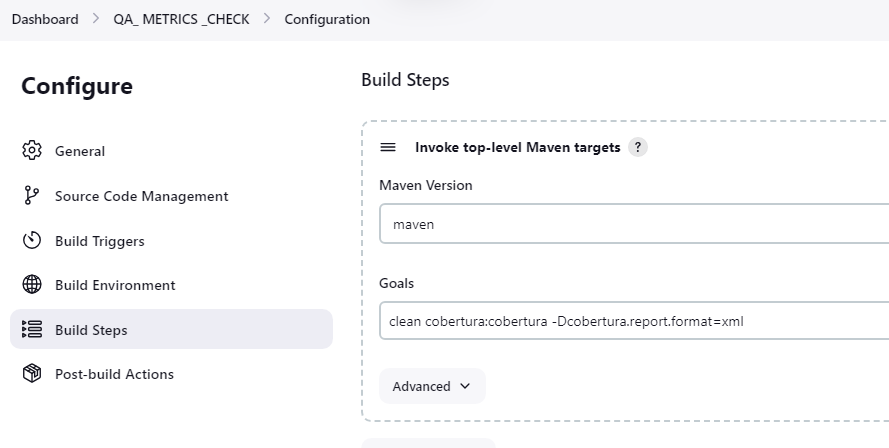 Dashboard > QA_ METRICS _CHECK > Configuration
Configure
General
Source Code Management
Build Triggers
Build Environment
Build Steps
Post-build Actions
Build Steps
Invoke top-level Maven targets ?
Maven Version
maven
Goals
clean cobertura:cobertura -Dcobertura.report.format=xml
Advanced